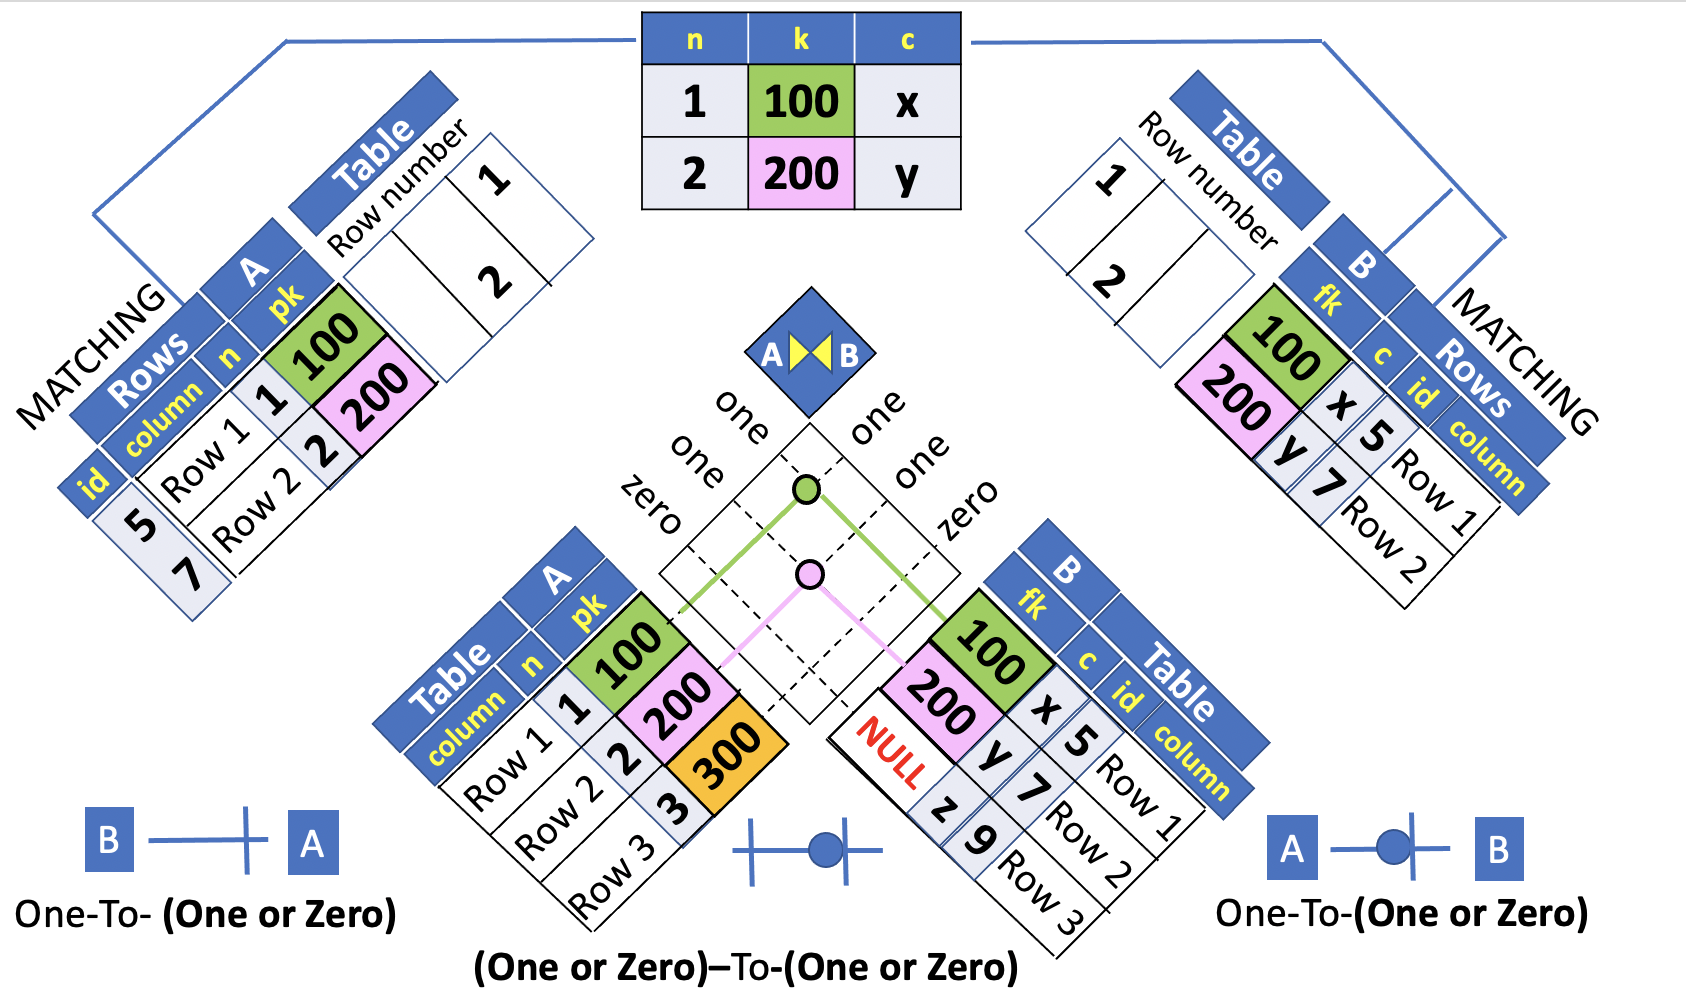 n k c
1 100 x
2 200 y
MATCHING
Table
Row number
1
2
Rows A
id column n pk
5 Row 1 1 100
7 Row 2 2 200
Table
Row number
1
2
MATCHING
B Rows
fk c id column
100 x 5 Row 1
200 y 7 Row 2
A B
one one
one one
zero zero
Table A
column n pk
Row 1 1 100
Row 2 2 200
Row 3 3 300
B Table
fk c id column
100 x 5 Row 1
200 y 7 Row 2
NULL z 9 Row 3
B A
One-To- (One or Zero)
(One or Zero)–To-(One or Zero)
A B
One-To-(One or Zero)